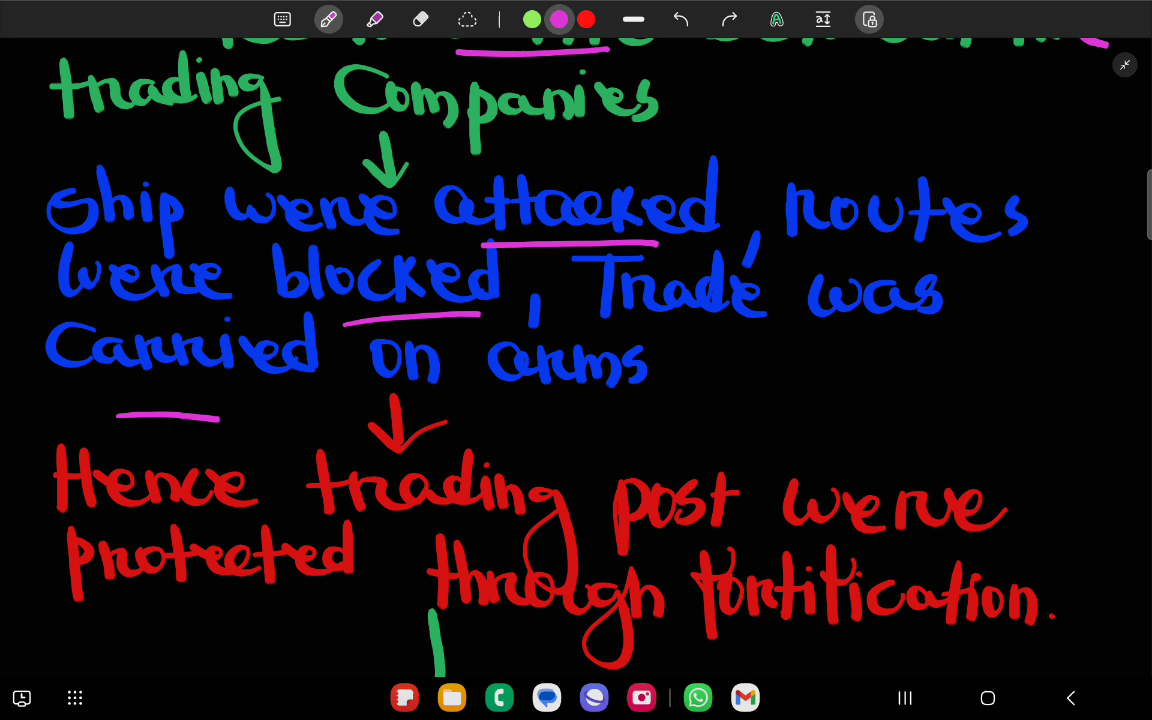 trading Companies
Ship were attacked, routes
were blocked, Trade was
Carried on arms
Hence trading post were
protected through fortification.